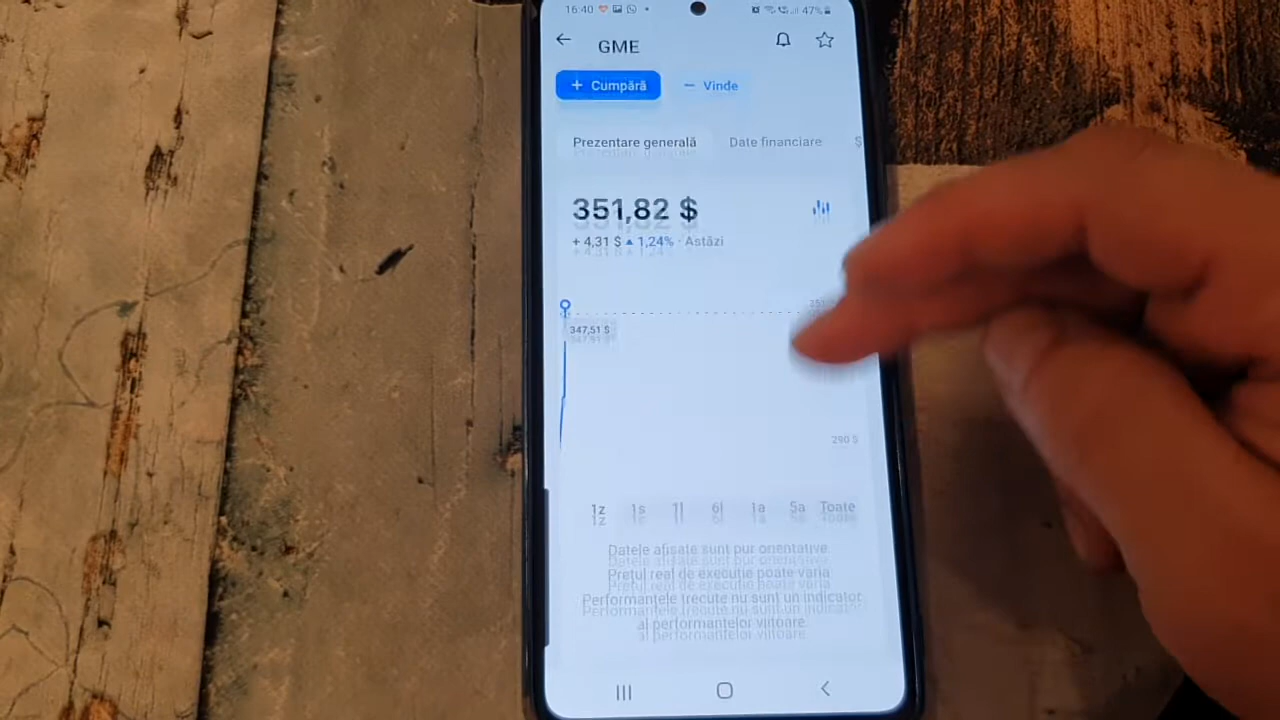 16:40
47%
GME
+ Cumpără
− Vinde
Prezentare generală
Date financiare
$
351,82 $
+ 4,31 $ ▲ 1,24% · Astăzi
347,51 $
290 $
1z 1s 1l 6l 1a 5a Toate
Datele afișate sunt pur orientative.
Prețul real de execuție poate varia
Performanțele trecute nu sunt un indicator
al performanțelor viitoare.